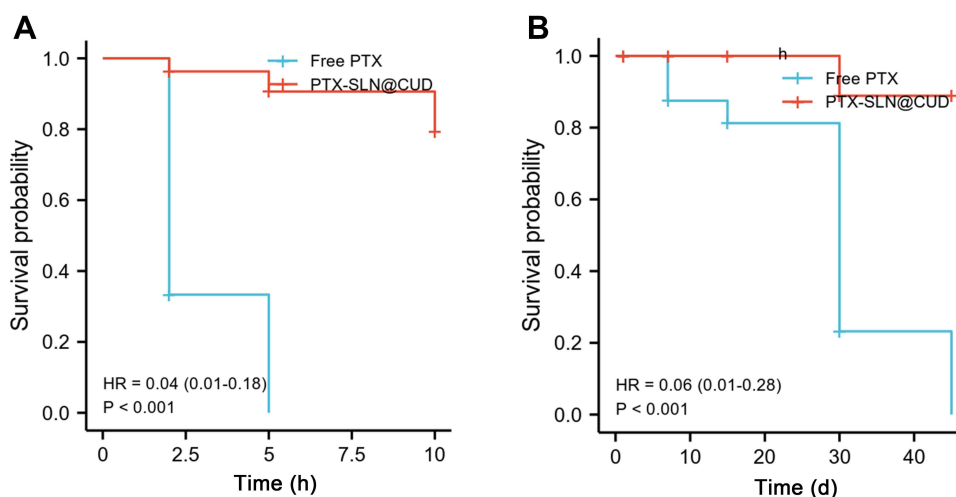 A
Survival probability
1.0
0.8
0.6
0.4
0.2
0.0
Free PTX
PTX-SLN@CUD
HR = 0.04 (0.01-0.18)
P < 0.001
0
2.5
5.0
7.5
10
Time (h)
B
Survival probability
1.0
0.8
0.6
0.4
0.2
0.0
h
Free PTX
PTX-SLN@CUD
HR = 0.06 (0.01-0.28)
P < 0.001
0
10
20
30
40
Time (d)